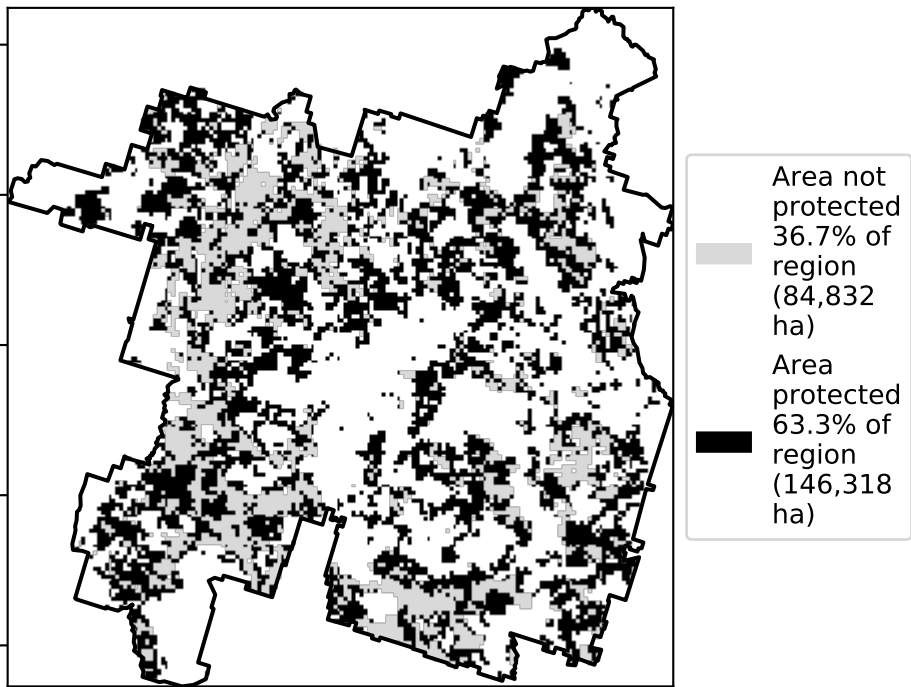 Area not
protected
36.7% of
region
(84,832
ha)
Area
protected
63.3% of
region
(146,318
ha)